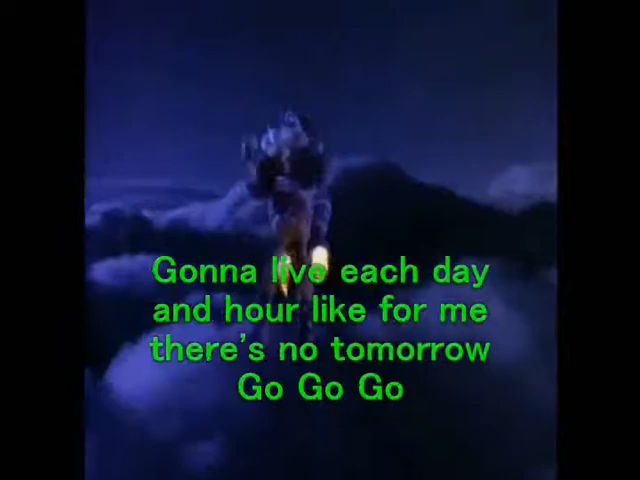 Gonna live each day
and hour like for me
there's no tomorrow
Go Go Go